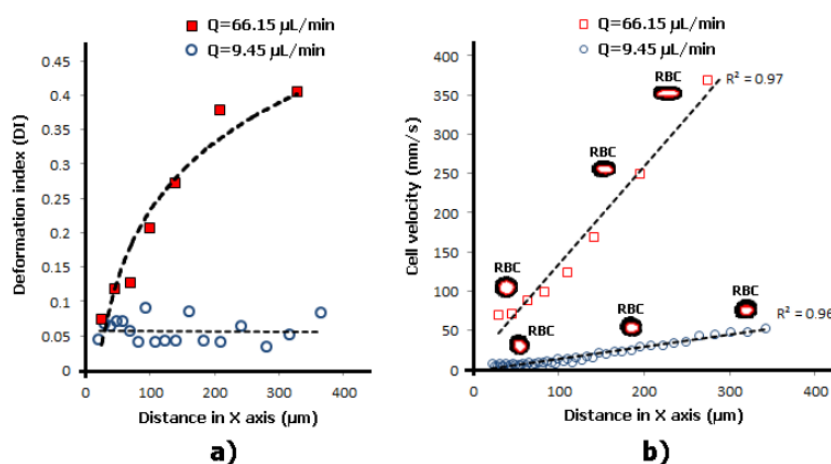 Q=66.15 µL/min
Q=9.45 µL/min
0.45
0.4
0.35
0.3
0.25
0.2
0.15
0.1
0.05
0
0 100 200 300 400
Deformation index (DI)
Distance in X axis (µm)
a)
Q=66.15 µL/min
Q=9.45 µL/min
400
350
300
250
200
150
100
50
0
0 100 200 300 400
Cell velocity (mm/s)
Distance in X axis (µm)
RBC
R² = 0.97
RBC
RBC
RBC
RBC
RBC
R² = 0.96
b)